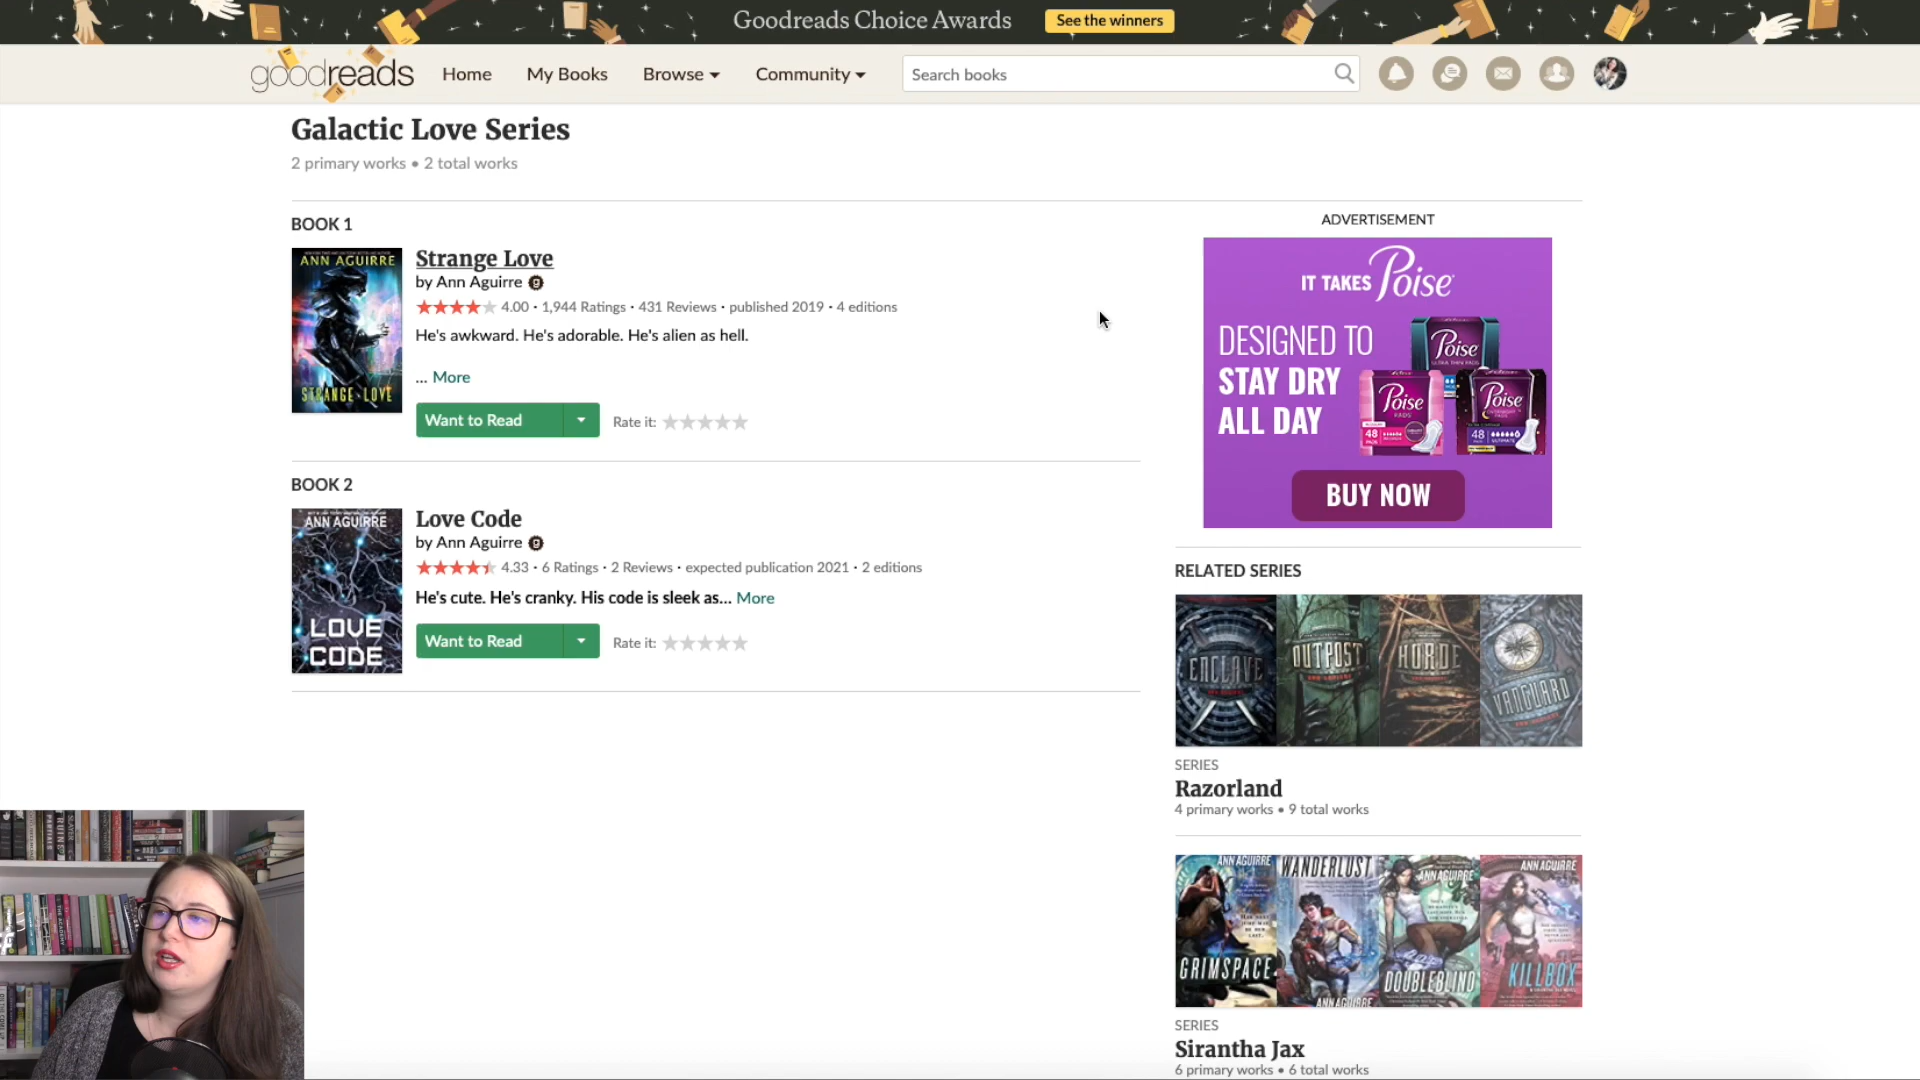 Goodreads Choice Awards
See the winners
goodreads
Home
My Books
Browse
Community
Search books
Galactic Love Series
2 primary works • 2 total works
BOOK 1
ANN AGUIRRE
STRANGE LOVE
Strange Love
by Ann Aguirre
4.00 · 1,944 Ratings · 431 Reviews · published 2019 · 4 editions
He's awkward. He's adorable. He's alien as hell.
... More
Want to Read
Rate it:
BOOK 2
ANN AGUIRRE
LOVE
CODE
Love Code
by Ann Aguirre
4.33 · 6 Ratings · 2 Reviews · expected publication 2021 · 2 editions
He's cute. He's cranky. His code is sleek as... More
Want to Read
Rate it:
ADVERTISEMENT
IT TAKES Poise
DESIGNED TO
STAY DRY
ALL DAY
Poise
Poise
PADS
48
Poise
48
ULTIMATE
BUY NOW
RELATED SERIES
ENCLAVE
OUTPOST
HORDE
VANGUARD
SERIES
Razorland
4 primary works • 9 total works
ANN AGUIRRE
GRIMSPACE
WANDERLUST
ANN AGUIRRE
ANN AGUIRRE
DOUBLEBLIND
ANN AGUIRRE
KILLBOX
SERIES
Sirantha Jax
6 primary works • 6 total works